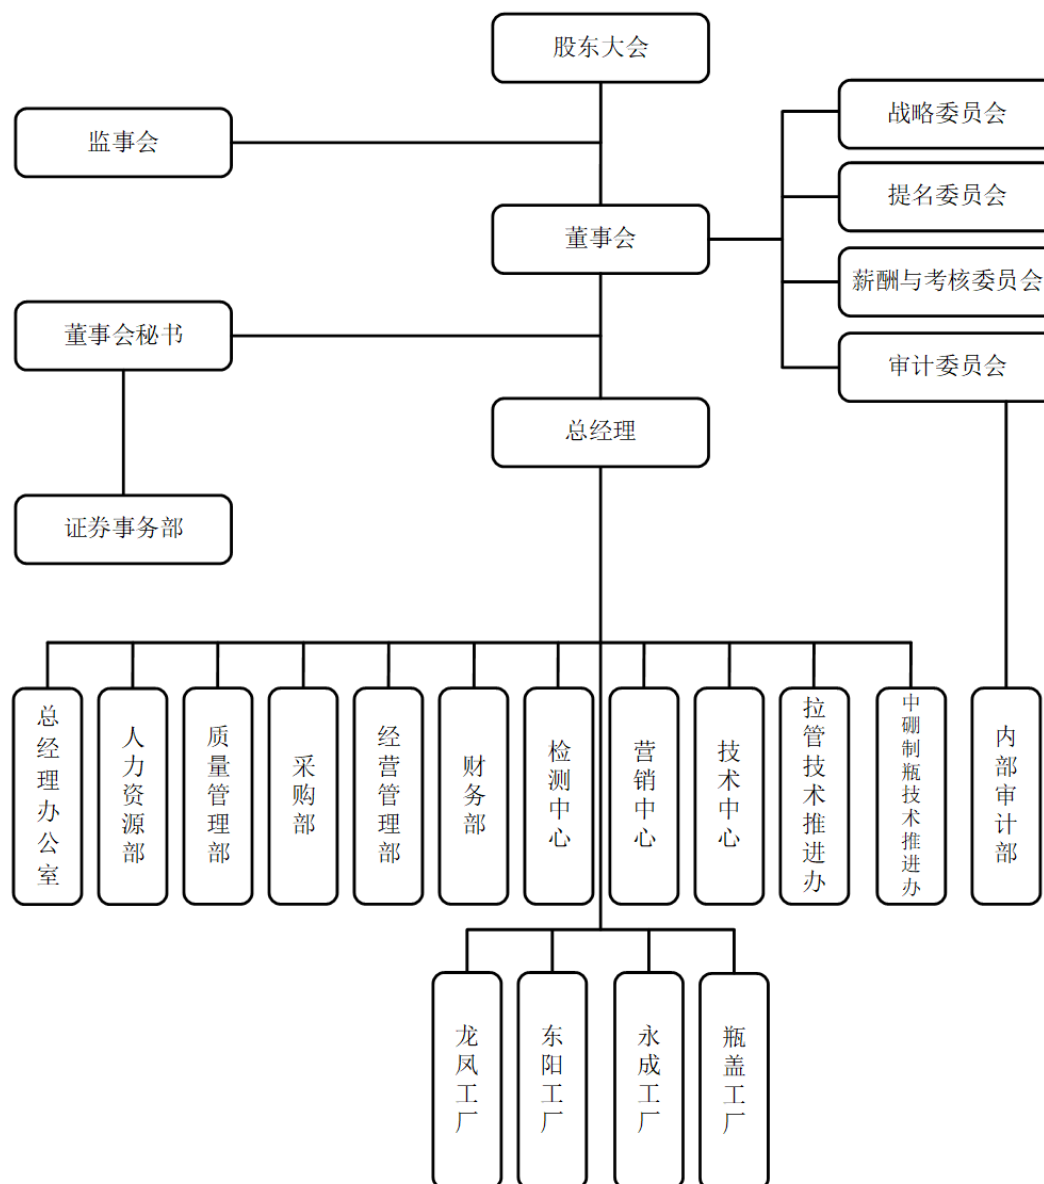 股东大会
战略委员会
监事会
提名委员会
董事会
薪酬与考核委员会
董事会秘书
审计委员会
总经理
证券事务部
总经理办公室
人力资源部
质量管理部
采购部
经营管理部
财务部
检测中心
营销中心
技术中心
拉管技术推进办
中硼制瓶技术推进办
内部审计部
龙凤工厂
东阳工厂
永成工厂
瓶盖工厂